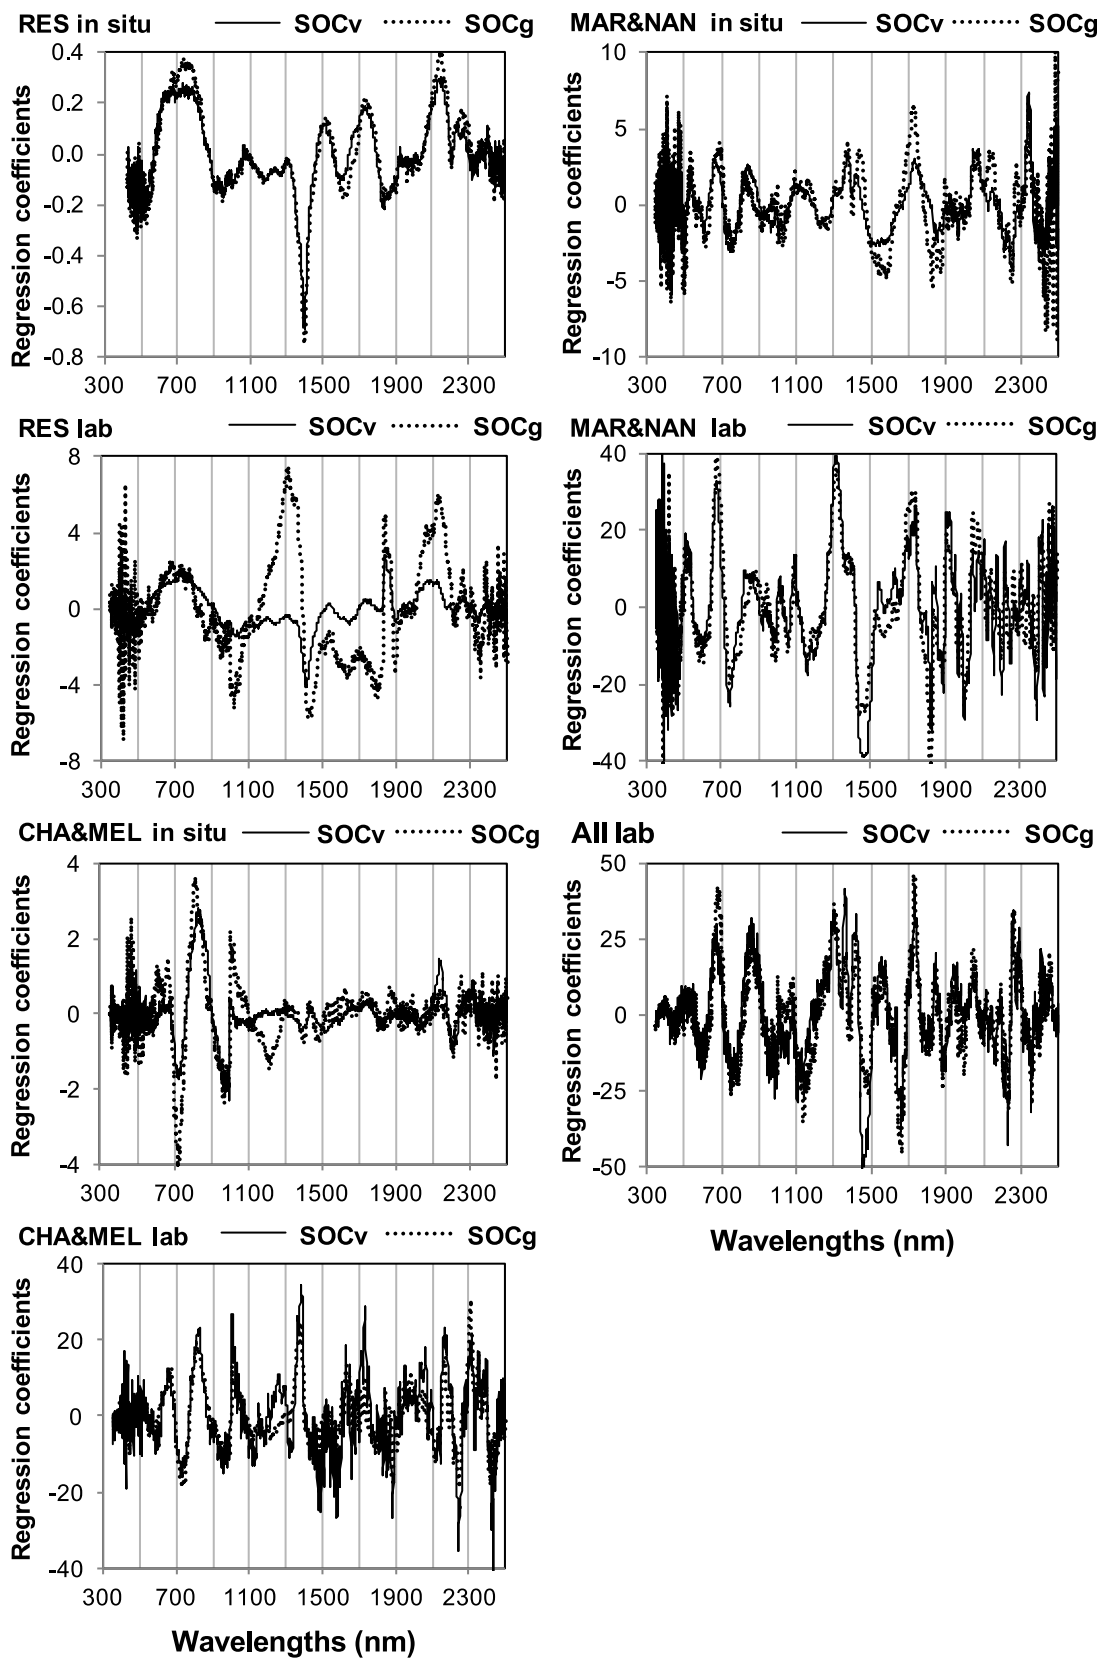 RES in situ SOCv SOCg
Regression coefficients
0.4
0.2
0.0
-0.2
-0.4
-0.6
-0.8
300 700 1100 1500 1900 2300
MAR&NAN in situ SOCv SOCg
Regression coefficients
10
5
0
-5
-10
300 700 1100 1500 1900 2300
RES lab SOCv SOCg
Regression coefficients
8
4
0
-4
-8
300 700 1100 1500 1900 2300
MAR&NAN lab SOCv SOCg
Regression coefficients
40
20
0
-20
-40
300 700 1100 1500 1900 2300
CHA&MEL in situ SOCv SOCg
Regression coefficients
4
2
0
-2
-4
300 700 1100 1500 1900 2300
All lab SOCv SOCg
Regression coefficients
50
25
0
-25
-50
300 700 1100 1500 1900 2300
Wavelengths (nm)
CHA&MEL lab SOCv SOCg
Regression coefficients
40
20
0
-20
-40
300 700 1100 1500 1900 2300
Wavelengths (nm)